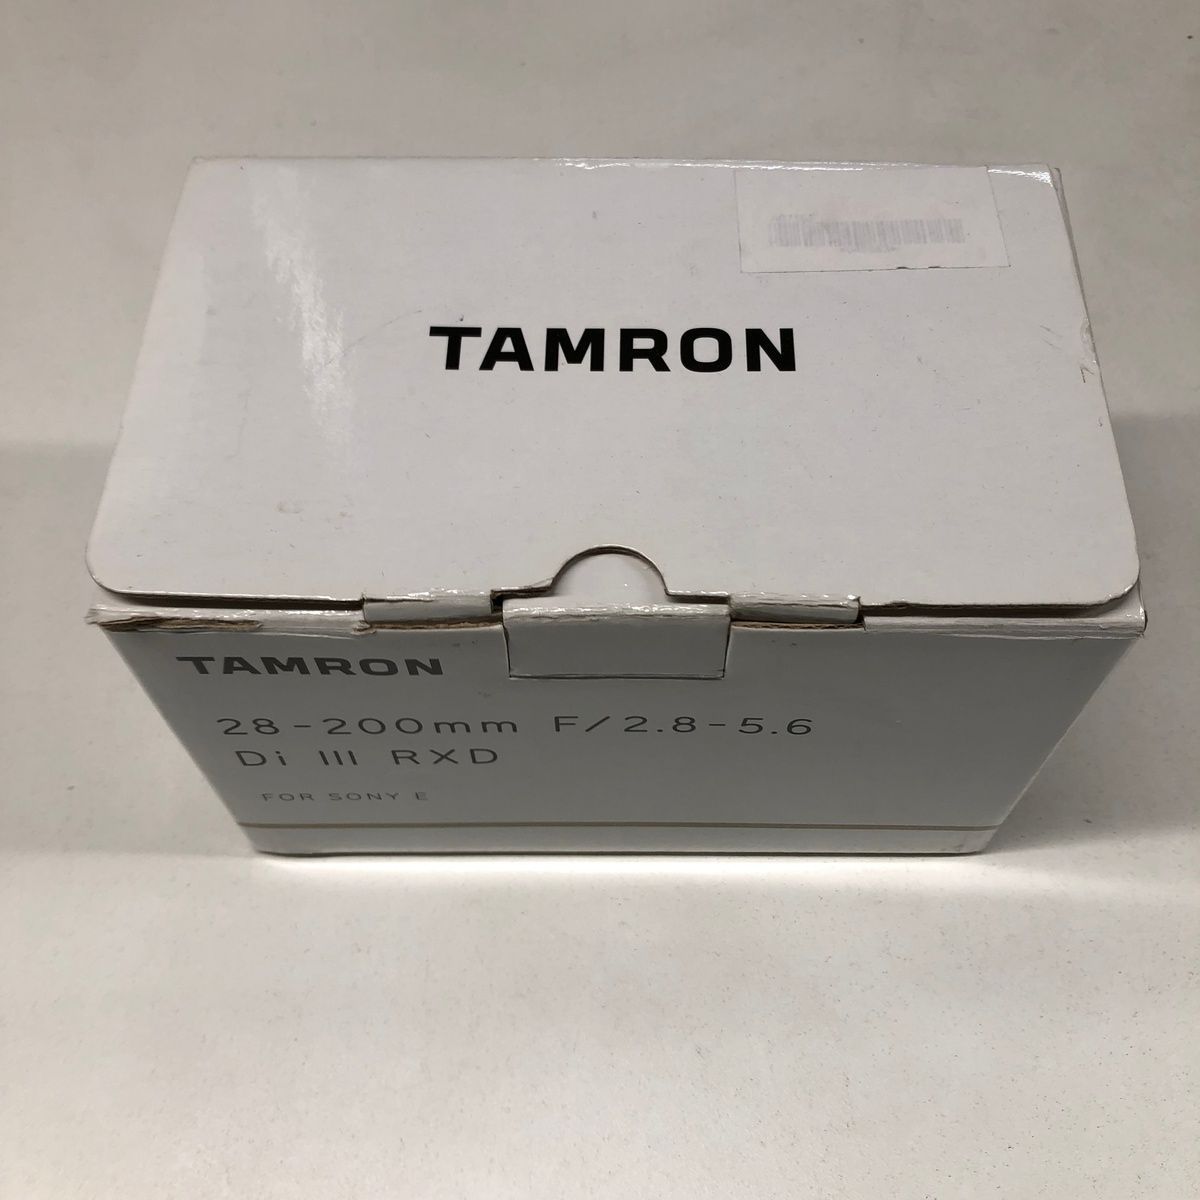 TAMRON
TAMRON
28-200mm F/2.8-5.6
Di III RXD
FOR SONY E